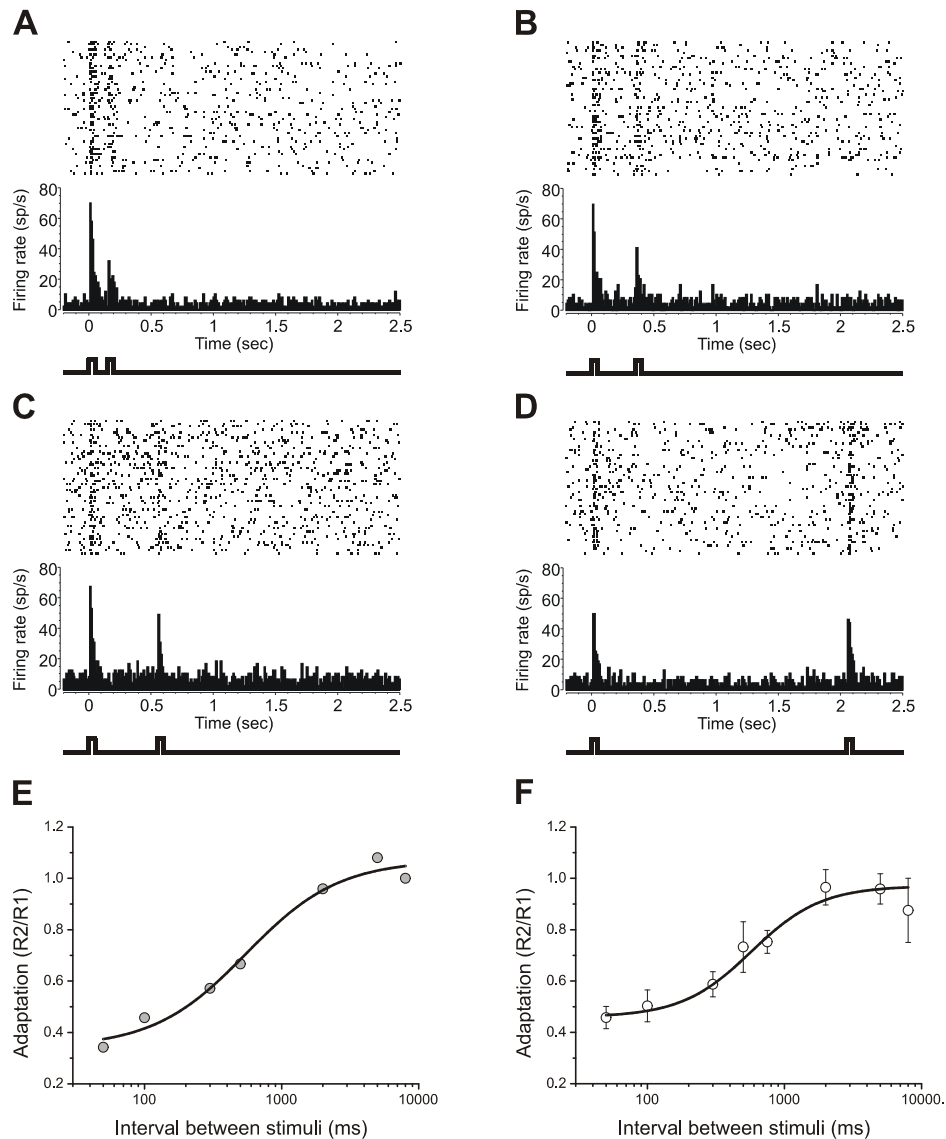 A
Firing rate (sp/s)
80
60
40
20
0
0 0.5 1 1.5 2 2.5
Time (sec)
B
Firing rate (sp/s)
80
60
40
20
0
0 0.5 1 1.5 2 2.5
Time (sec)
C
Firing rate (sp/s)
80
60
40
20
0
0 0.5 1 1.5 2 2.5
Time (sec)
D
Firing rate (sp/s)
80
60
40
20
0
0 0.5 1 1.5 2 2.5
Time (sec)
E
Adaptation (R2/R1)
1.2
1.0
0.8
0.6
0.4
0.2
100 1000 10000
Interval between stimuli (ms)
F
Adaptation (R2/R1)
1.2
1.0
0.8
0.6
0.4
0.2
100 1000 10000.
Interval between stimuli (ms)